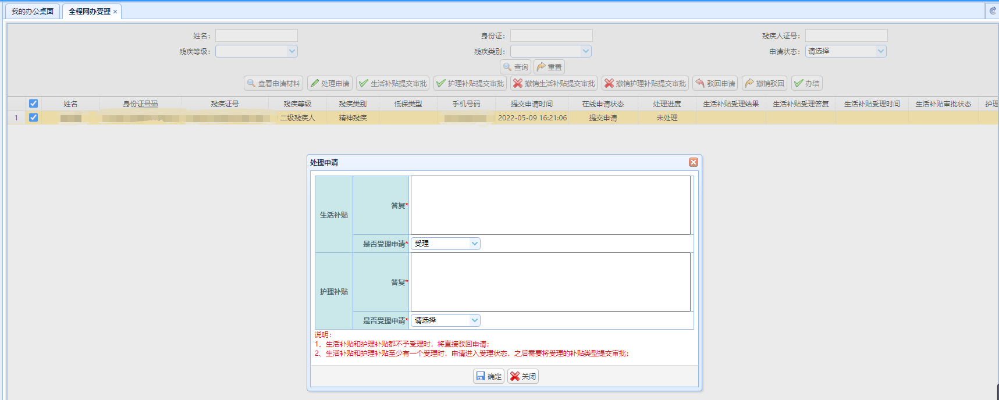 我的办公桌面 全程网办受理 ×
姓名： 身份证： 残疾人证号：
残疾等级： 残疾类别： 申请状态： 请选择
查询 重置
查看申请材料 处理申请 生活补贴提交审批 护理补贴提交审批 撤销生活补贴提交审批 撤销护理补贴提交审批 驳回申请 撤销驳回 办结
姓名 身份证号码 残疾证号 残疾等级 残疾类别 低保类型 手机号码 提交申请时间 在线申请状态 处理进度 生活补贴受理结果 生活补贴受理答复 生活补贴受理时间 生活补贴审批状态 护理
1 二级残疾人 精神残疾 2022-05-09 16:21:06 提交申请 未处理
处理申请
生活补贴
答复*
是否受理申请* 受理
护理补贴
答复*
是否受理申请* 请选择
说明：
1、生活补贴和护理补贴都不予受理时，将直接驳回申请；
2、生活补贴和护理补贴至少有一个受理时，申请进入受理状态，之后需要将受理的补贴类型提交审批；
确定 关闭